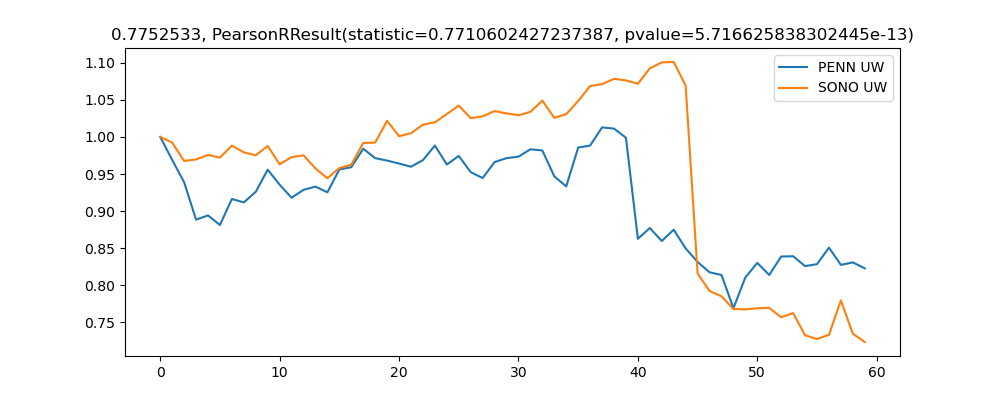 0.7752533, PearsonRResult(statistic=0.7710602427237387, pvalue=5.716625838302445e-13)
1.10
1.05
1.00
0.95
0.90
0.85
0.80
0.75
PENN UW
SONO UW
0 10 20 30 40 50 60